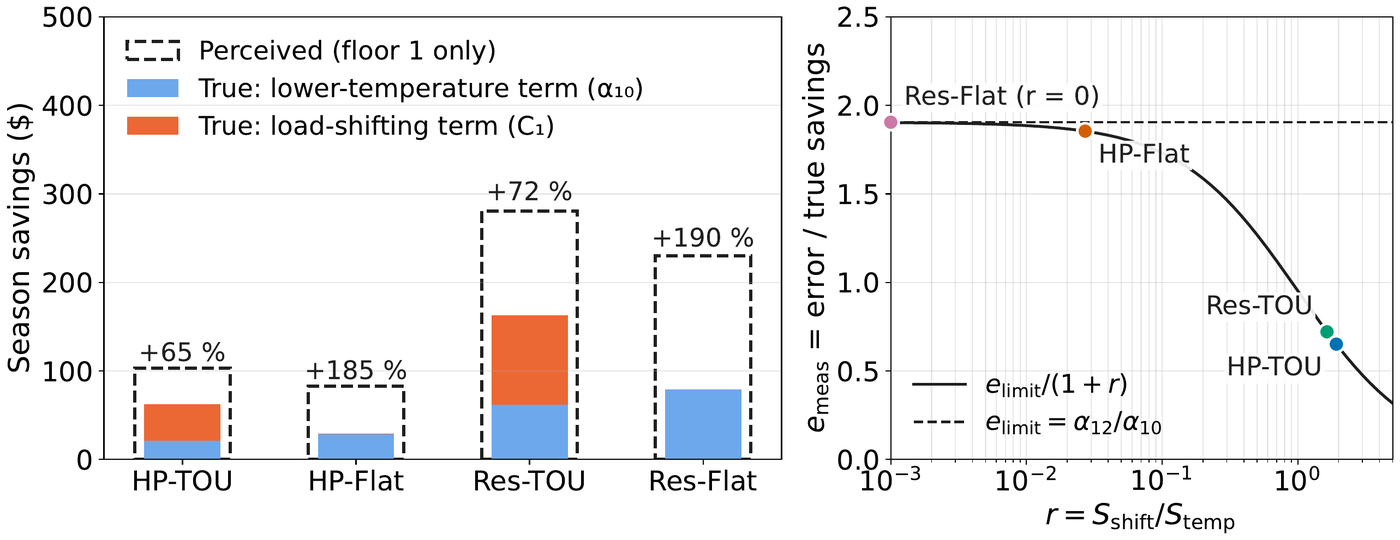 500
400
300
200
100
0
Season savings ($)
Perceived (floor 1 only)
True: lower-temperature term (α₁₀)
True: load-shifting term (C₁)
+65 %
+185 %
+72 %
+190 %
HP-TOU
HP-Flat
Res-TOU
Res-Flat
2.5
2.0
1.5
1.0
0.5
0.0
e_meas = error / true savings
Res-Flat (r = 0)
HP-Flat
Res-TOU
HP-TOU
e_limit/(1 + r)
e_limit = α₁₂/α₁₀
10⁻³
10⁻²
10⁻¹
10⁰
r = S_shift/S_temp